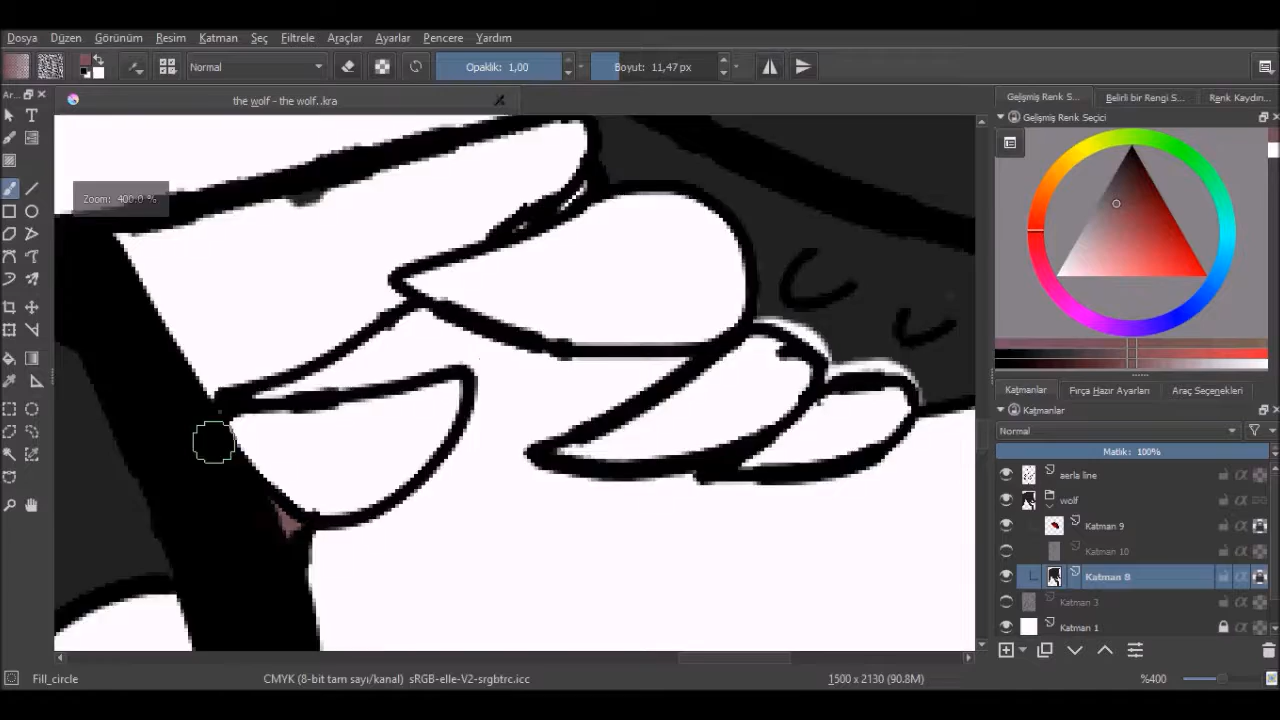 Dosya Düzen Görünüm Resim Katman Seç Filtrele Araçlar Ayarlar Pencere Yardım
Normal Opaklık: 1,00 Boyut: 11,47 px
Ar...
the wolf - the wolf..kra
Gelişmiş Renk S... Belirli bir Rengi S... Renk Kaydırı...
Gelişmiş Renk Seçici
Zoom: 400.0 %
Katmanlar Fırça Hazır Ayarları Araç Seçenekleri
Katmanlar
Normal
Matlık: 100%
aerla line
wolf
Katman 9
Katman 10
Katman 8
Katman 3
Katman 1
Fill_circle CMYK (8-bit tam sayı/kanal) sRGB-elle-V2-srgbtrc.icc 1500 x 2130 (90.8M) %400